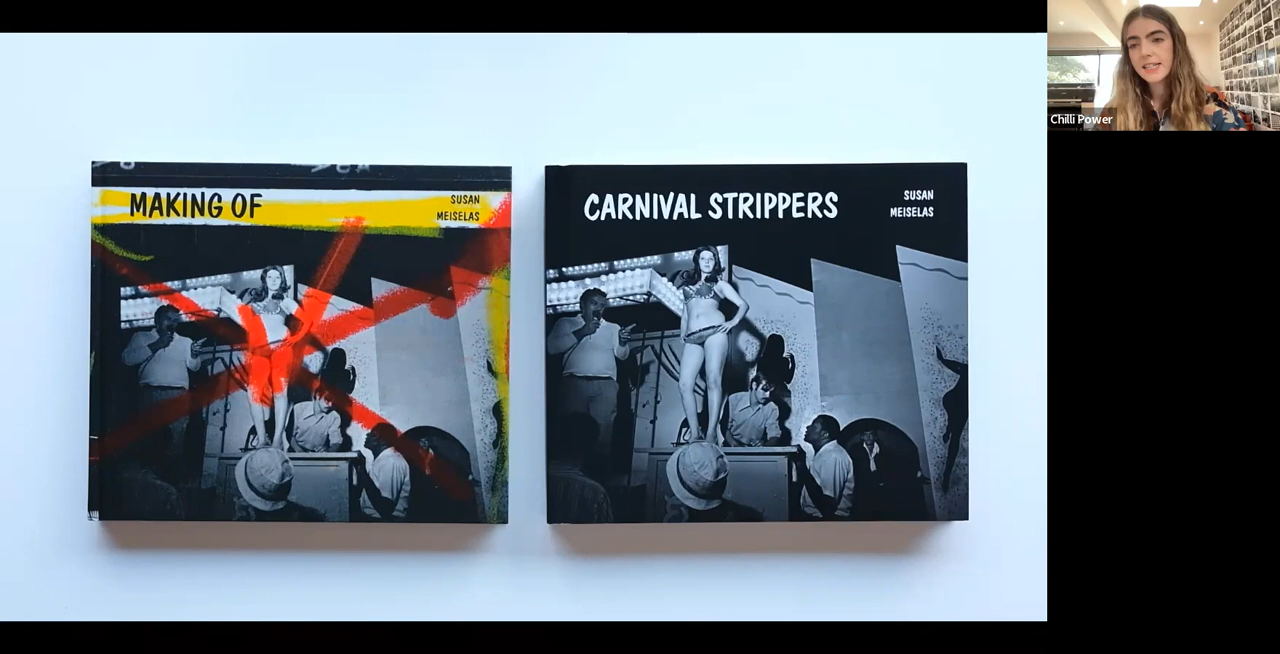 MAKING OF
SUSAN
MEISELAS
CARNIVAL STRIPPERS
SUSAN
MEISELAS
Chilli Power